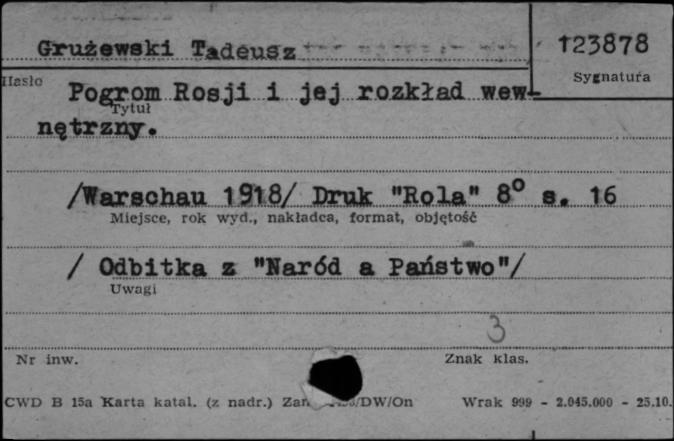 Grużewski Tadeusz
123878
Hasło
Sygnatura
Pogrom Rosji i jej rozkład wew-
Tytuł
nętrzny.
/Warschau 1918/ Druk "Rola" 8° s. 16
Miejsce, rok wyd., nakładca, format, objętość
/ Odbitka z "Naród a Państwo"/
Uwagi
3
Nr inw.
Znak klas.
CWD B 15a Karta katal. (z nadr.) /DW/On
Wrak 999 - 2.045.000 - 25.10.